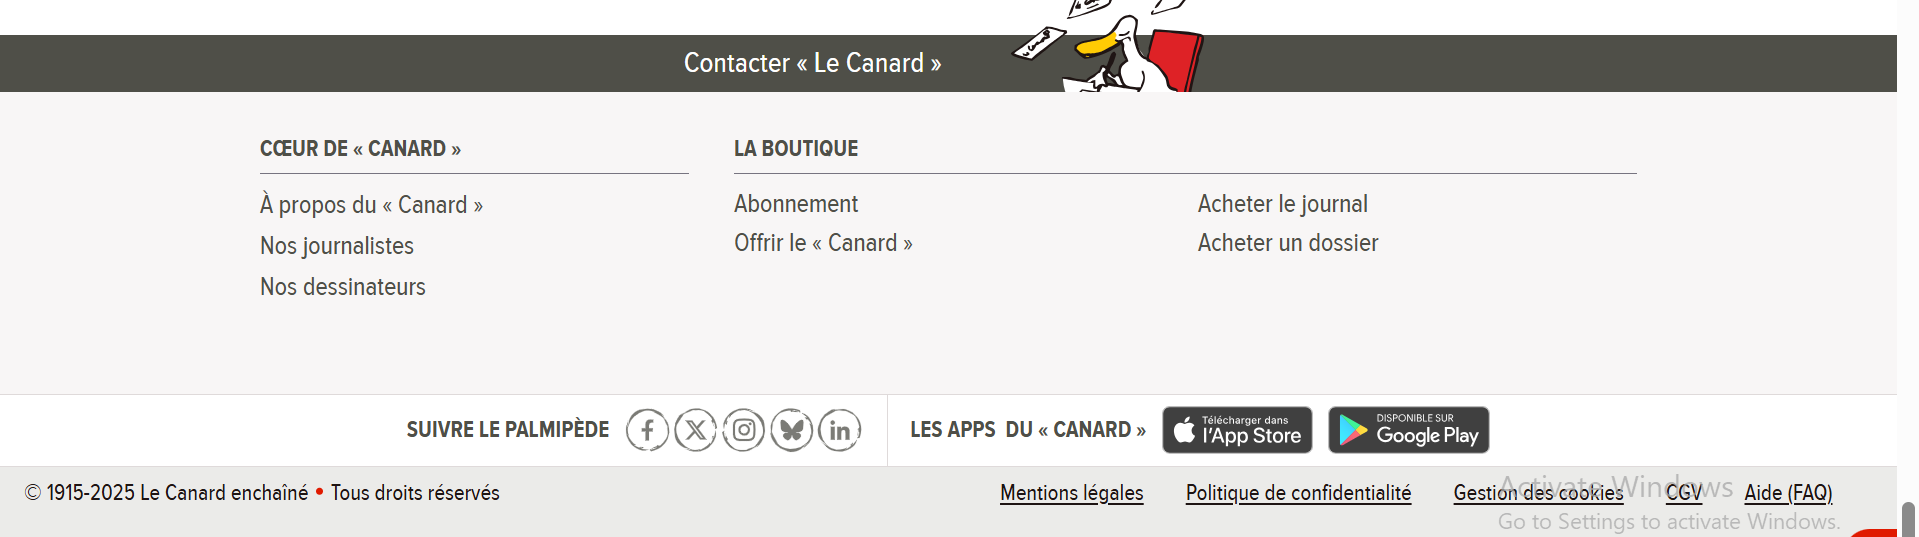 Contacter « Le Canard »
CŒUR DE « CANARD »
À propos du « Canard »
Nos journalistes
Nos dessinateurs
LA BOUTIQUE
Abonnement
Offrir le « Canard »
Acheter le journal
Acheter un dossier
SUIVRE LE PALMIPÈDE
LES APPS DU « CANARD »
Télécharger dans
l'App Store
DISPONIBLE SUR
Google Play
© 1915-2025 Le Canard enchaîné • Tous droits réservés
Mentions légales Politique de confidentialité Gestion des cookies CGV Aide (FAQ)
Activate Windows
Go to Settings to activate Windows.